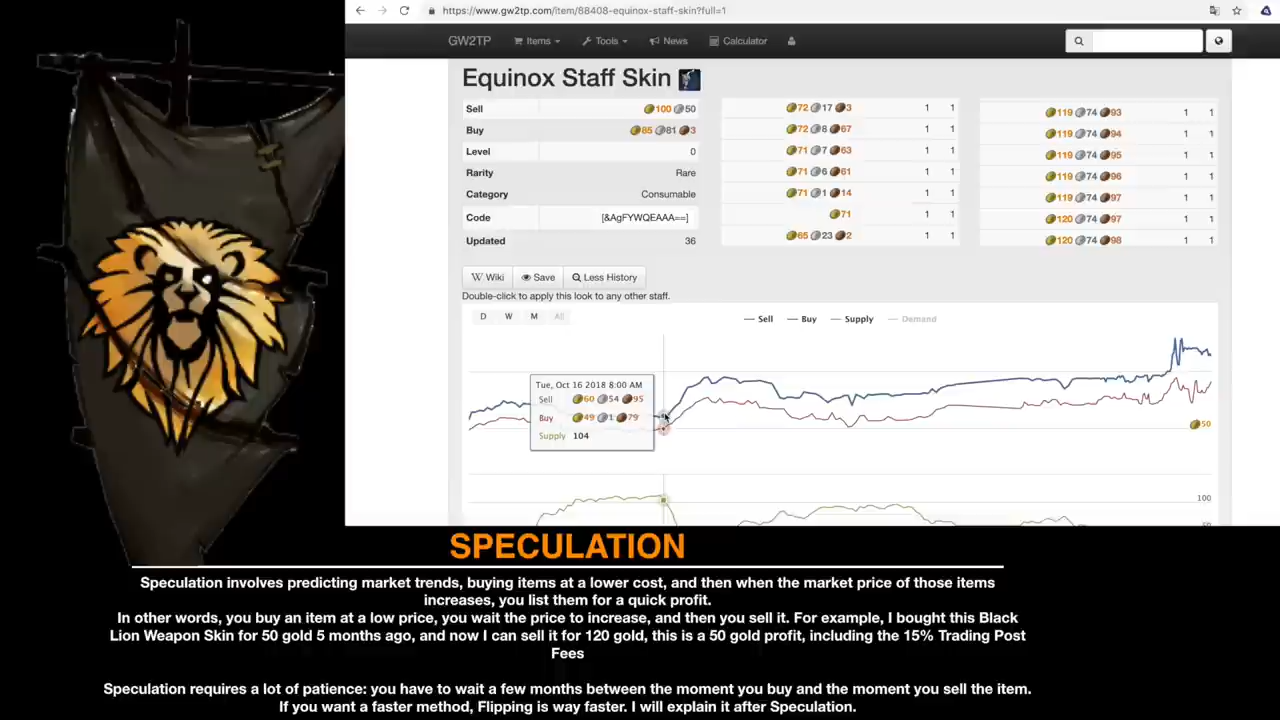 https://www.gw2tp.com/item/88408-equinox-staff-skin?full=1
GW2TP Items Tools News Calculator
Equinox Staff Skin
Sell 100 50
Buy 85 81 3
Level 0
Rarity Rare
Category Consumable
Code [&AgFYWQEAAA==]
Updated 36
72 17 3 1 1
72 8 67 1 1
71 7 63 1 1
71 6 61 1 1
71 1 14 1 1
71 1 1
65 23 2 1 1
119 74 93 1 1
119 74 94 1 1
119 74 95 1 1
119 74 96 1 1
119 74 97 1 1
120 74 97 1 1
120 74 98 1 1
W Wiki Save Less History
Double-click to apply this look to any other staff.
D W M All
Sell Buy Supply Demand
Tue, Oct 16 2018 8:00 AM
Sell 60 54 95
Buy 49 1 79
Supply 104
50
100
SPECULATION
Speculation involves predicting market trends, buying items at a lower cost, and then when the market price of those items
increases, you list them for a quick profit.
In other words, you buy an item at a low price, you wait the price to increase, and then you sell it. For example, I bought this Black
Lion Weapon Skin for 50 gold 5 months ago, and now I can sell it for 120 gold, this is a 50 gold profit, including the 15% Trading Post
Fees
Speculation requires a lot of patience: you have to wait a few months between the moment you buy and the moment you sell the item.
If you want a faster method, Flipping is way faster. I will explain it after Speculation.